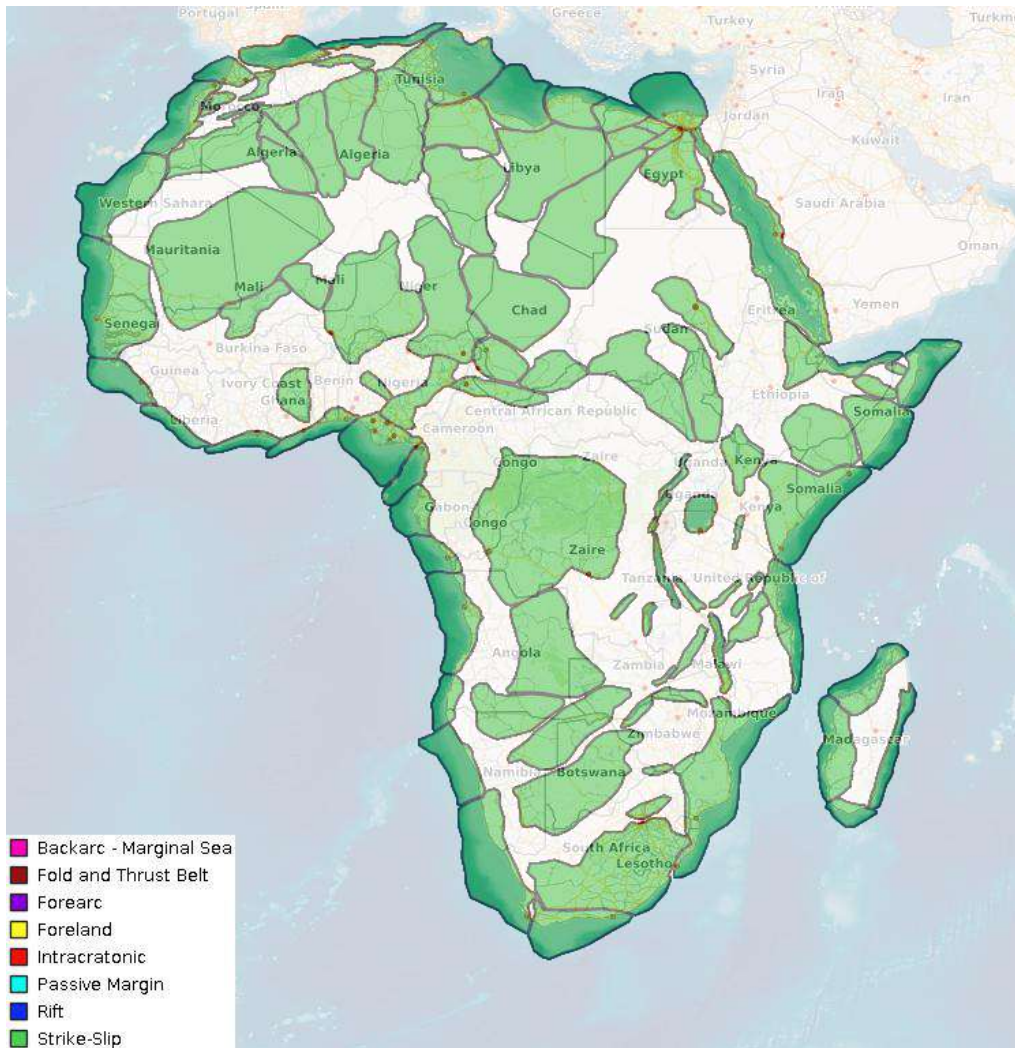 Portugal
Spain
Greece
Turkey
Turkm
Syria
Iraq
Iran
Jordan
Kuwait
Tunisia
Morocco
Algeria
Algeria
Libya
Egypt
Western Sahara
Saudi Arabia
Oman
Mauritania
Mali
Mali
Niger
Chad
Eritrea
Yemen
Senegal
Sudan
Burkina Faso
Guinea
Ivory Coast
Benin
Nigeria
Ghana
Ethiopia
Liberia
Central African Republic
Somalia
Cameroon
Congo
Zaire
Uganda
Kenya
Gabon
Uganda
Kenya
Somalia
Congo
Zaire
Tanzania, United Republic of
Angola
Zambia
Malawi
Mozambique
Zimbabwe
Madagascar
Namibia
Botswana
South Africa
Lesotho
Backarc - Marginal Sea
Fold and Thrust Belt
Forearc
Foreland
Intracratonic
Passive Margin
Rift
Strike-Slip